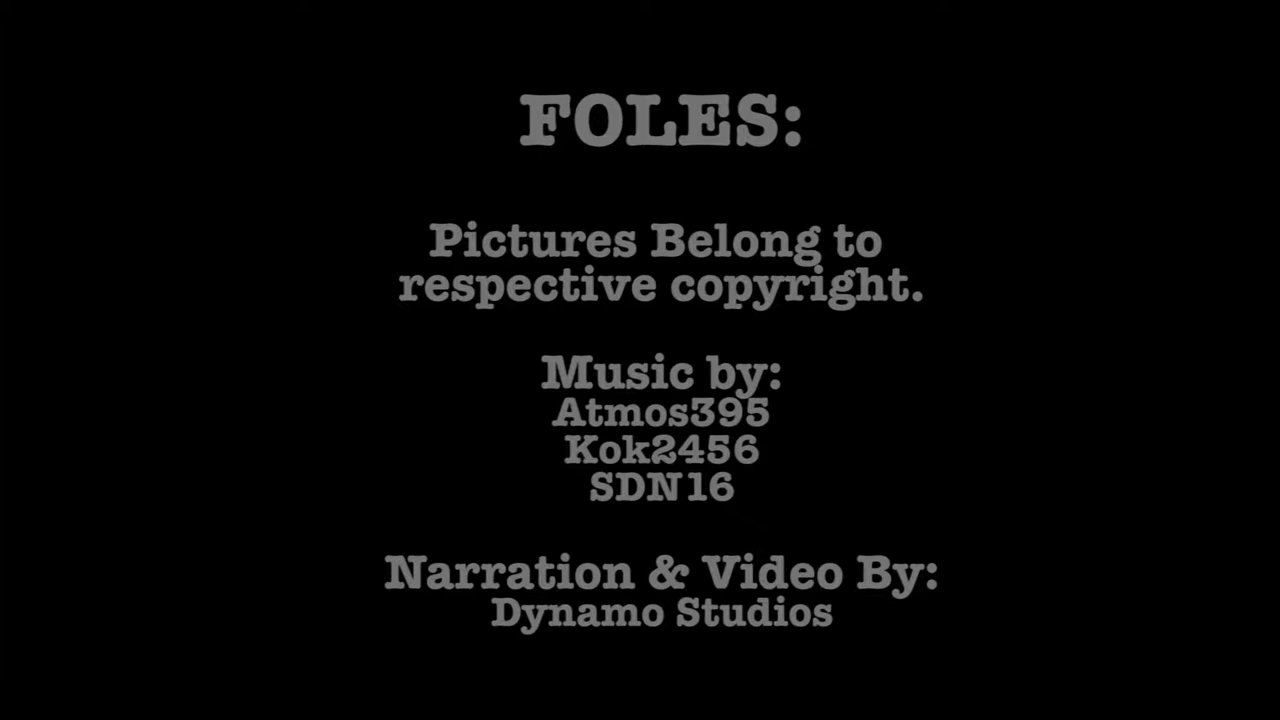 FOLES:
Pictures Belong to
respective copyright.
Music by:
Atmos395
Kok2456
SDN16
Narration & Video By:
Dynamo Studios